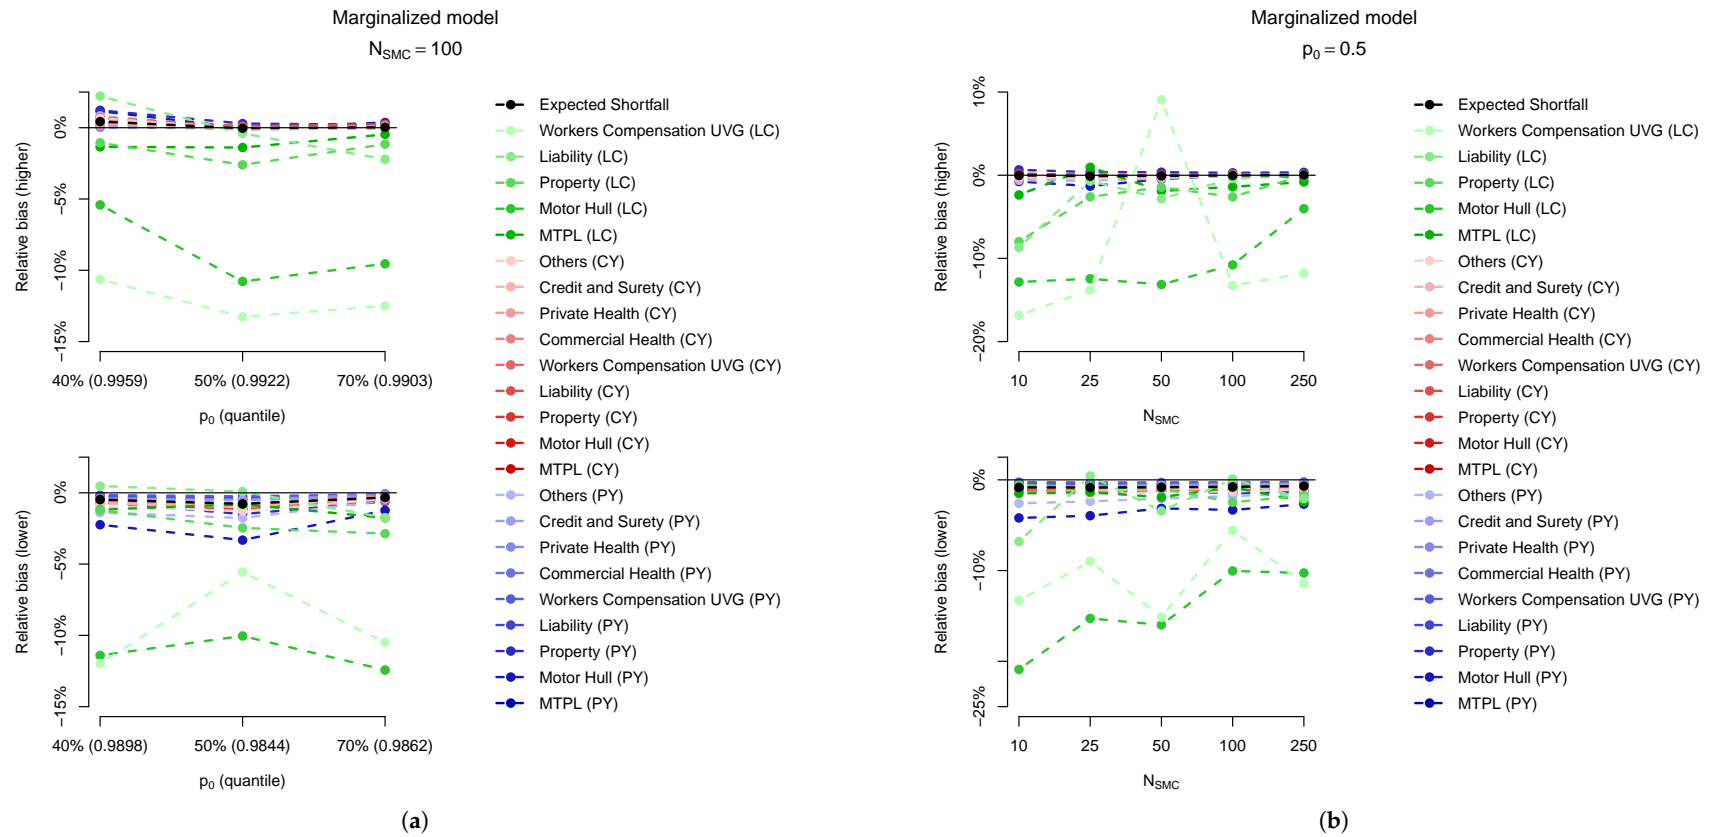 Marginalized model
N_SMC = 100
Relative bias (higher)
0%
−5%
−10%
−15%
40% (0.9959)
50% (0.9922)
70% (0.9903)
p_0 (quantile)
Relative bias (lower)
0%
−5%
−10%
−15%
40% (0.9898)
50% (0.9844)
70% (0.9862)
p_0 (quantile)
Expected Shortfall
Workers Compensation UVG (LC)
Liability (LC)
Property (LC)
Motor Hull (LC)
MTPL (LC)
Others (CY)
Credit and Surety (CY)
Private Health (CY)
Commercial Health (CY)
Workers Compensation UVG (CY)
Liability (CY)
Property (CY)
Motor Hull (CY)
MTPL (CY)
Others (PY)
Credit and Surety (PY)
Private Health (PY)
Commercial Health (PY)
Workers Compensation UVG (PY)
Liability (PY)
Property (PY)
Motor Hull (PY)
MTPL (PY)
(a)
Marginalized model
p_0 = 0.5
Relative bias (higher)
10%
0%
−10%
−20%
10
25
50
100
250
N_SMC
Relative bias (lower)
0%
−10%
−25%
10
25
50
100
250
N_SMC
Expected Shortfall
Workers Compensation UVG (LC)
Liability (LC)
Property (LC)
Motor Hull (LC)
MTPL (LC)
Others (CY)
Credit and Surety (CY)
Private Health (CY)
Commercial Health (CY)
Workers Compensation UVG (CY)
Liability (CY)
Property (CY)
Motor Hull (CY)
MTPL (CY)
Others (PY)
Credit and Surety (PY)
Private Health (PY)
Commercial Health (PY)
Workers Compensation UVG (PY)
Liability (PY)
Property (PY)
Motor Hull (PY)
MTPL (PY)
(b)